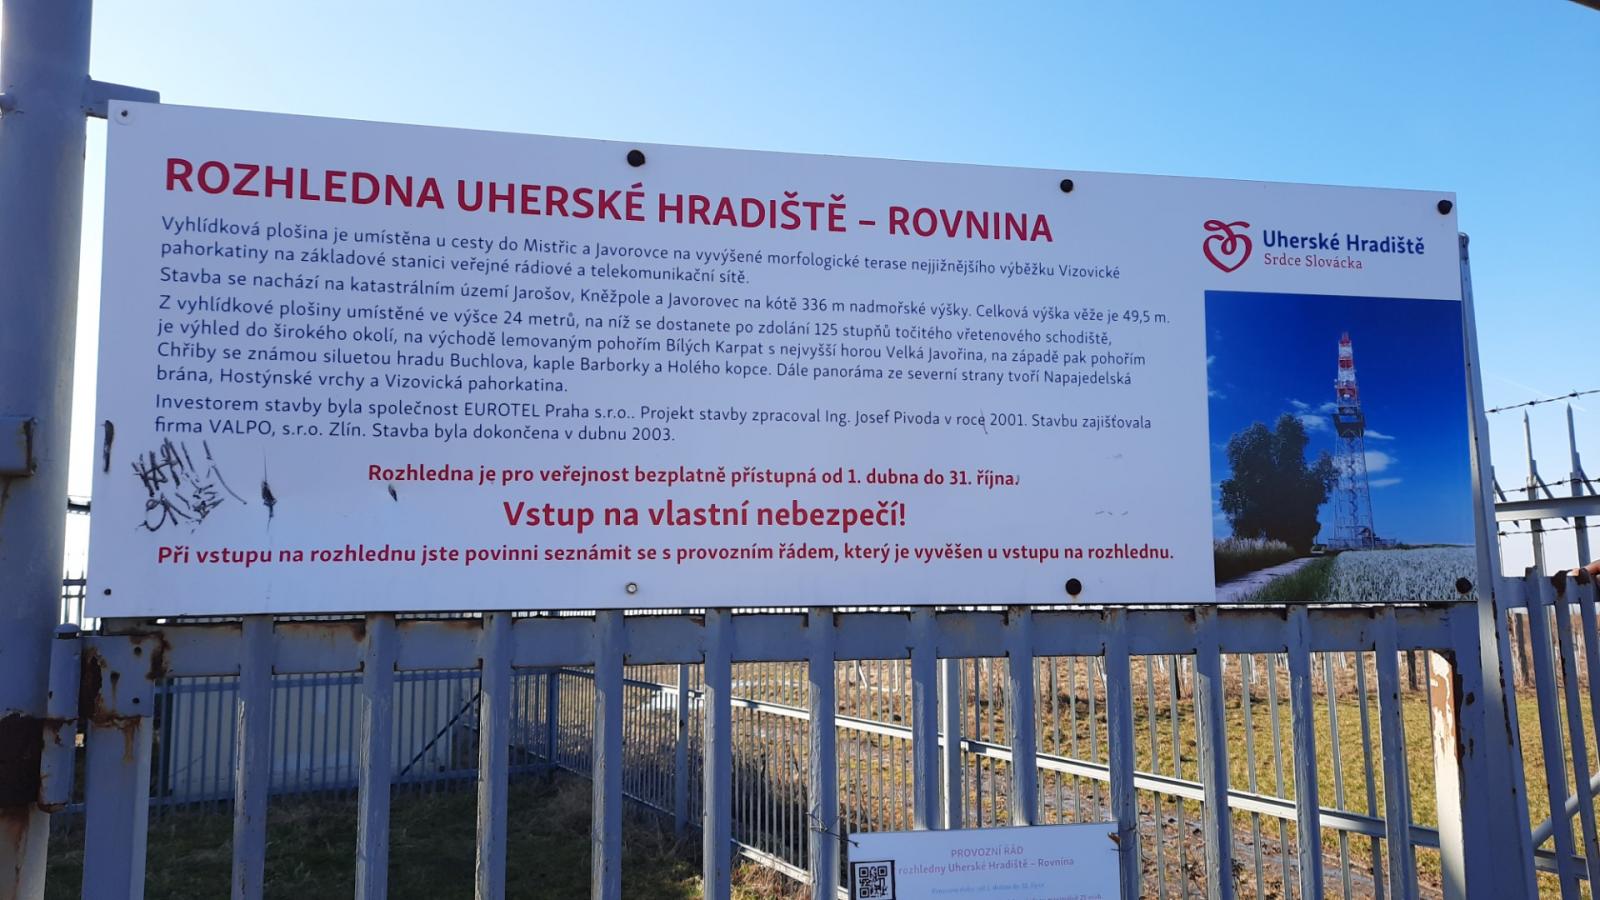 ROZHLEDNA UHERSKÉ HRADIŠTĚ – ROVNINA
Vyhlídková plošina je umístěna u cesty do Mistřic a Javorovce na vyvýšené morfologické terase nejjižnějšího výběžku Vizovické
pahorkatiny na základové stanici veřejné rádiové a telekomunikační sítě.
Stavba se nachází na katastrálním území Jarošov, Kněžpole a Javorovec na kótě 336 m nadmořské výšky. Celková výška věže je 49,5 m.
Z vyhlídkové plošiny umístěné ve výšce 24 metrů, na níž se dostanete po zdolání 125 stupňů točitého vřetenového schodiště,
je výhled do širokého okolí, na východě lemovaným pohořím Bílých Karpat s nejvyšší horou Velká Javořina, na západě pak pohořím
Chřiby se známou siluetou hradu Buchlova, kaple Barborky a Holého kopce. Dále panoráma ze severní strany tvoří Napajedelská
brána, Hostýnské vrchy a Vizovická pahorkatina.
Investorem stavby byla společnost EUROTEL Praha s.r.o.. Projekt stavby zpracoval Ing. Josef Pivoda v roce 2001. Stavbu zajišťovala
firma VALPO, s.r.o. Zlín. Stavba byla dokončena v dubnu 2003.
Rozhledna je pro veřejnost bezplatně přístupná od 1. dubna do 31. října.
Vstup na vlastní nebezpečí!
Při vstupu na rozhlednu jste povinni seznámit se s provozním řádem, který je vyvěšen u vstupu na rozhlednu.
Uherské Hradiště
Srdce Slovácka
PROVOZNÍ ŘÁD
rozhledny Uherské Hradiště – Rovnina